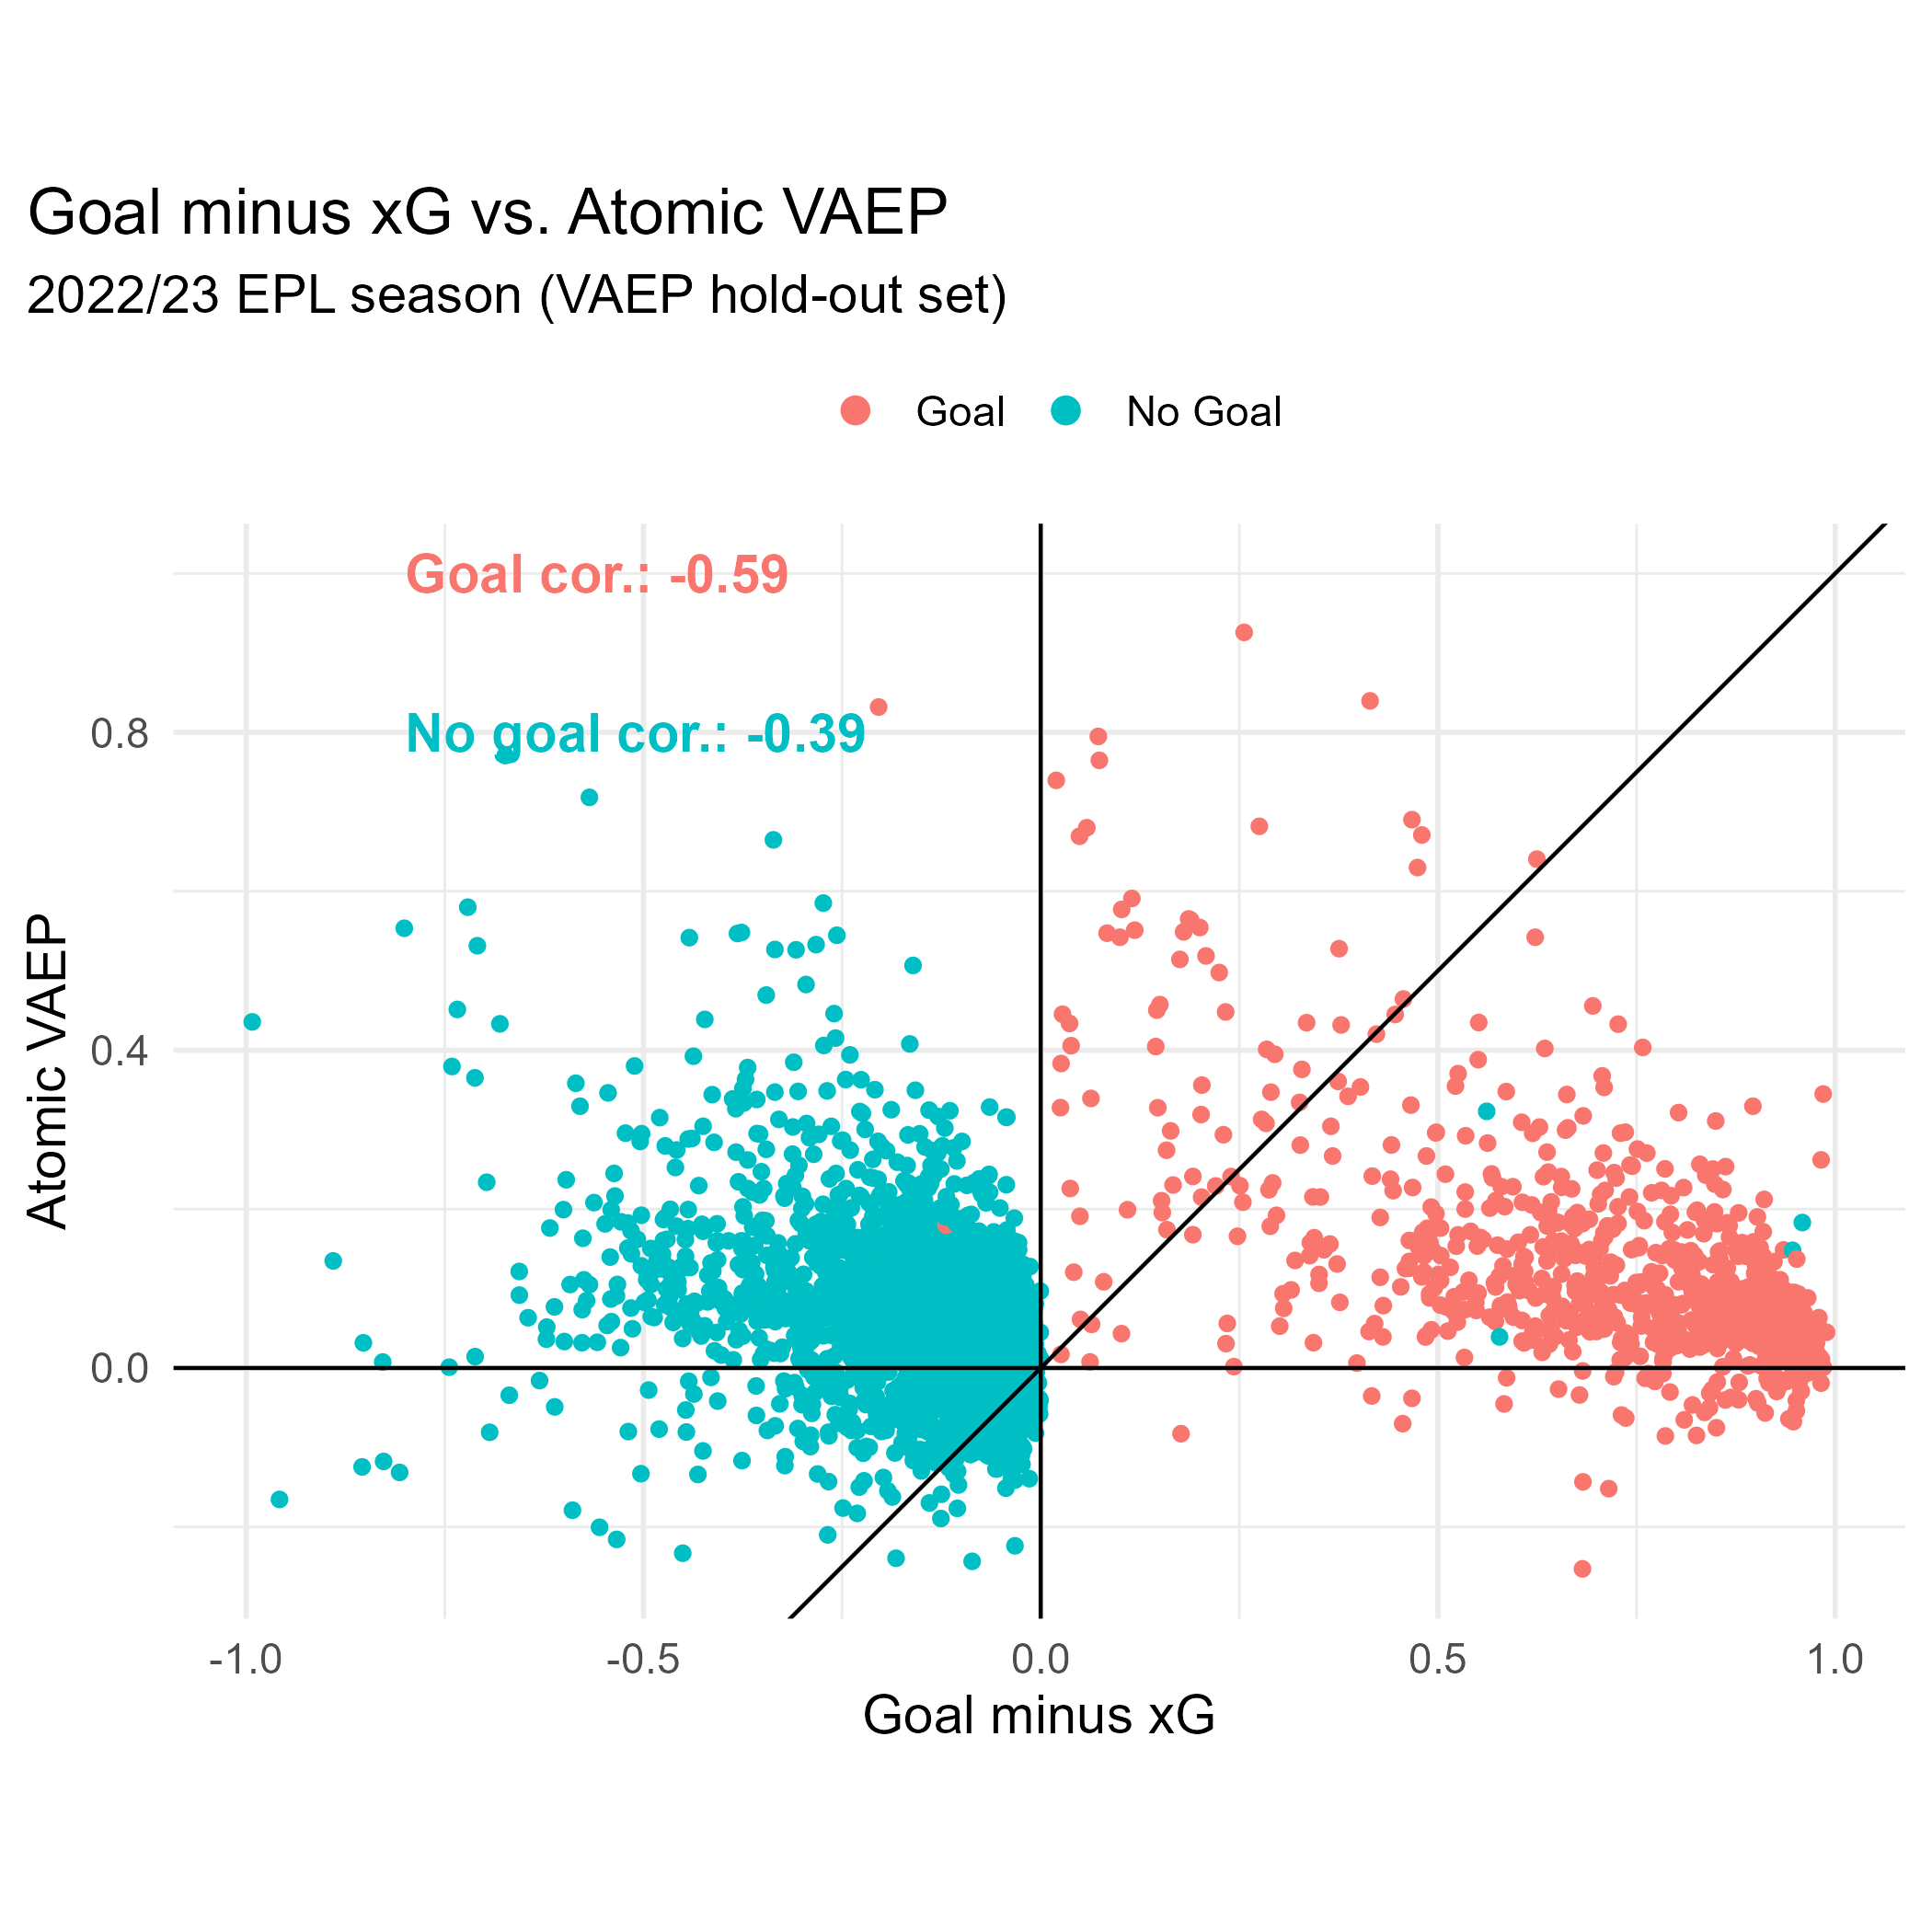 Goal minus xG vs. Atomic VAEP
2022/23 EPL season (VAEP hold-out set)
Goal No Goal
Goal cor.: -0.59
No goal cor.: -0.39
0.8
0.4
0.0
Atomic VAEP
-1.0 -0.5 0.0 0.5 1.0
Goal minus xG